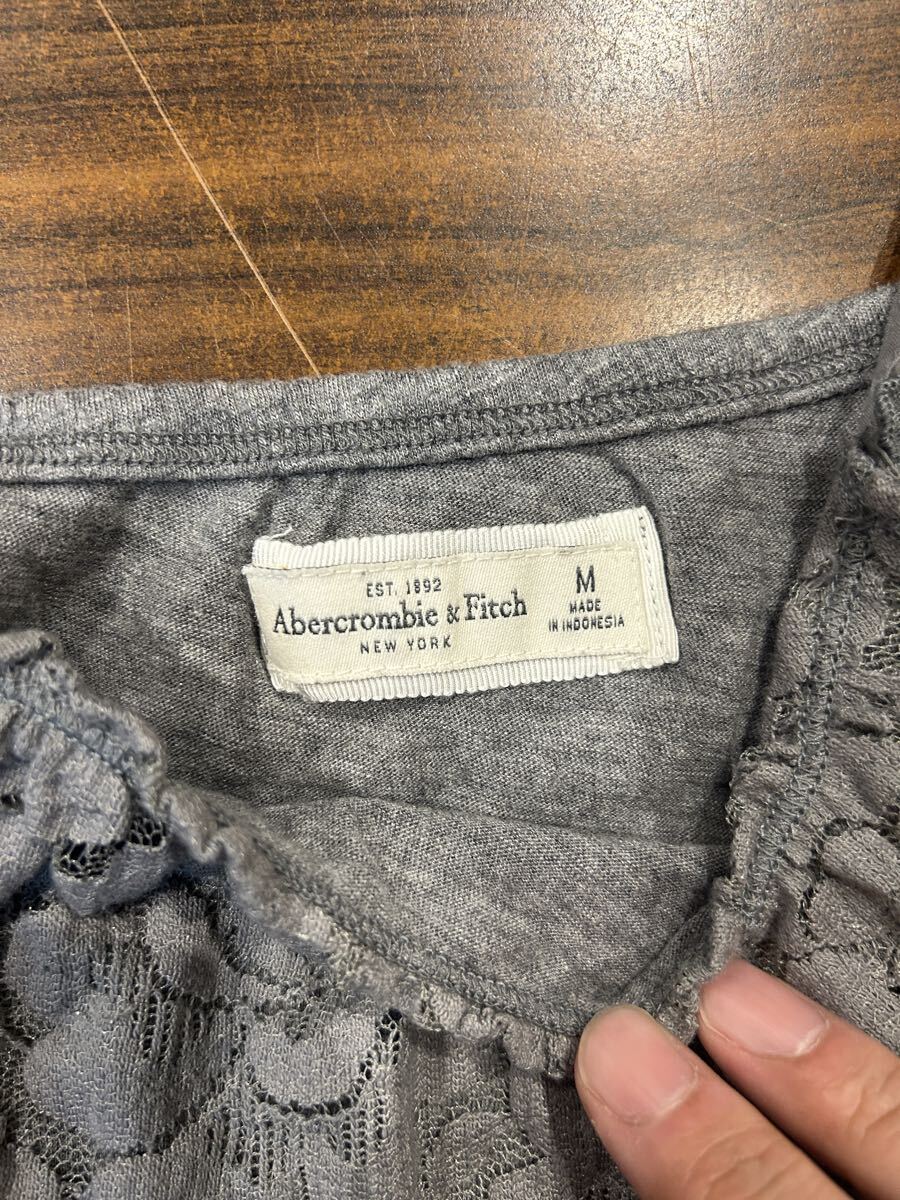 EST. 1892
Abercrombie & Fitch
NEW YORK
M
MADE
IN INDONESIA